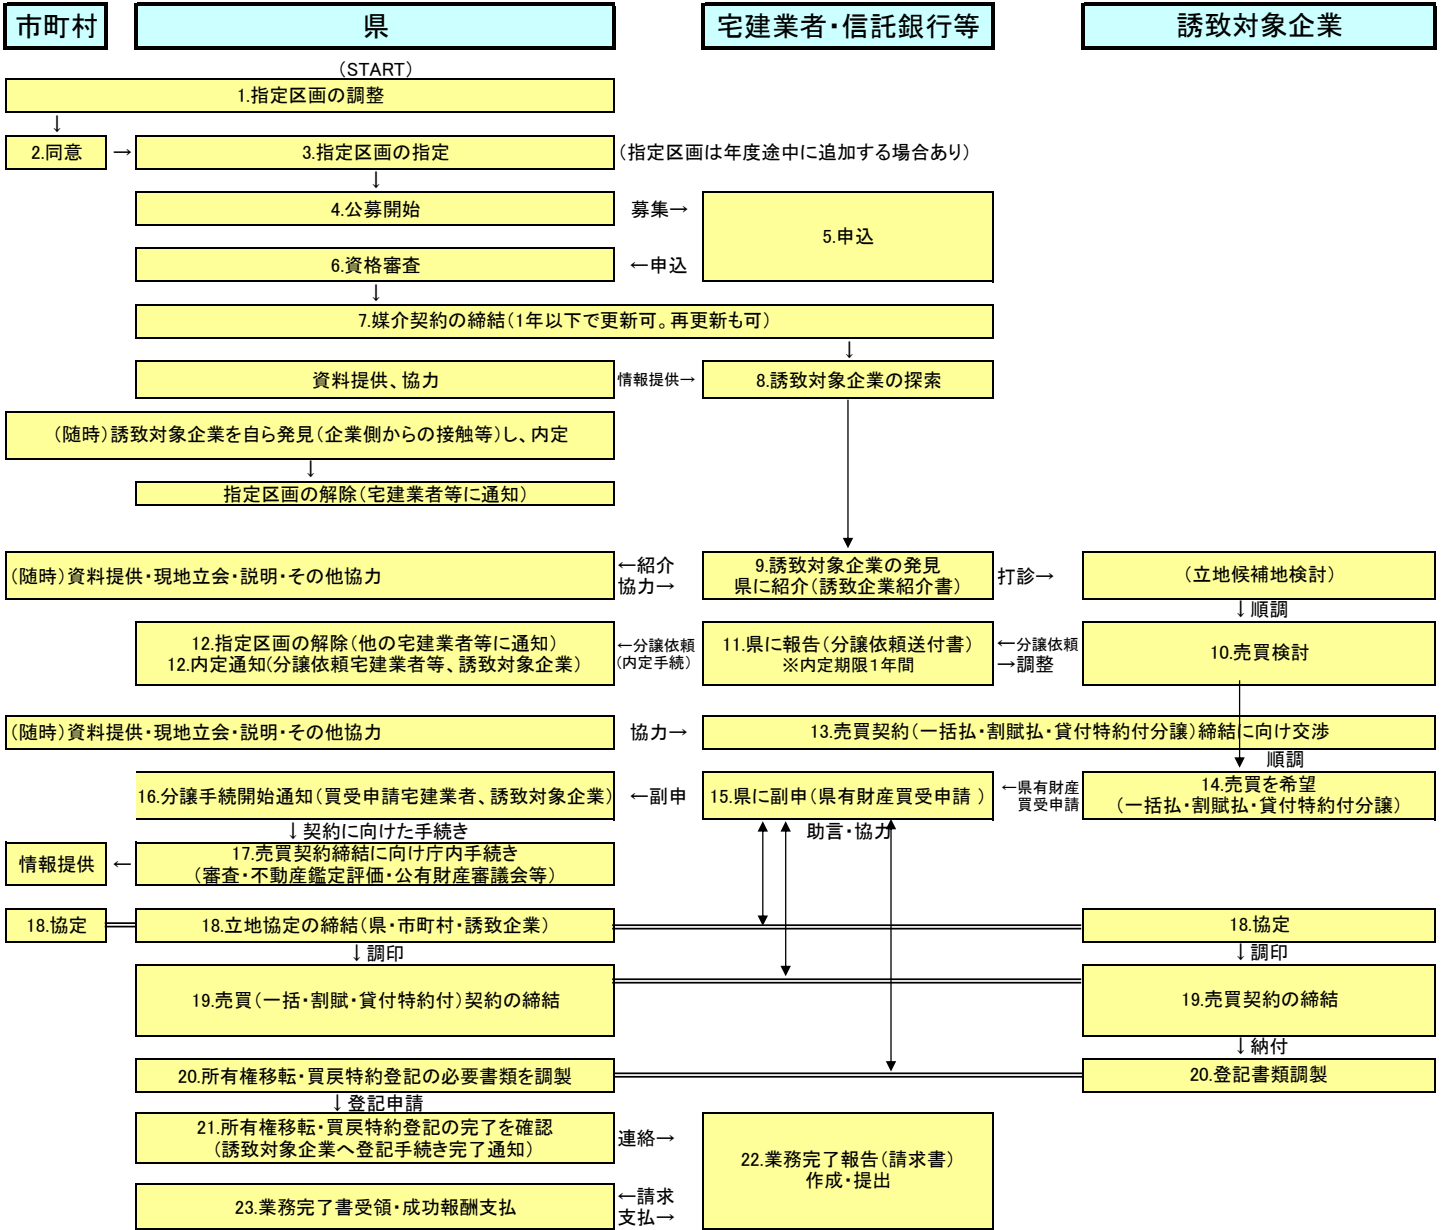 市町村
県
宅建業者・信託銀行等
誘致対象企業
(START)
1.指定区画の調整
↓
2.同意
→
3.指定区画の指定
(指定区画は年度途中に追加する場合あり)
↓
4.公募開始
募集→
5.申込
6.資格審査
←申込
↓
7.媒介契約の締結(1年以下で更新可。再更新も可)
↓
資料提供、協力
情報提供→
8.誘致対象企業の探索
(随時)誘致対象企業を自ら発見(企業側からの接触等)し、内定
↓
指定区画の解除(宅建業者等に通知)
(随時)資料提供・現地立会・説明・その他協力
←紹介
協力→
9.誘致対象企業の発見
県に紹介(誘致企業紹介書)
打診→
(立地候補地検討)
↓順調
12.指定区画の解除(他の宅建業者等に通知)
12.内定通知(分譲依頼宅建業者等、誘致対象企業)
←分譲依頼
(内定手続)
11.県に報告(分譲依頼送付書)
※内定期限1年間
←分譲依頼
→調整
10.売買検討
(随時)資料提供・現地立会・説明・その他協力
協力→
13.売買契約(一括払・割賦払・貸付特約付分譲)締結に向け交渉
順調
16.分譲手続開始通知(買受申請宅建業者、誘致対象企業)
←副申
15.県に副申(県有財産買受申請 )
←県有財産
買受申請
14.売買を希望
(一括払・割賦払・貸付特約付分譲)
↓契約に向けた手続き
助言・協力
情報提供
←
17.売買契約締結に向け庁内手続き
(審査・不動産鑑定評価・公有財産審議会等)
18.協定
18.立地協定の締結(県・市町村・誘致企業)
18.協定
↓調印
↓調印
19.売買(一括・割賦・貸付特約付)契約の締結
19.売買契約の締結
↓納付
20.所有権移転・買戻特約登記の必要書類を調製
20.登記書類調製
↓登記申請
21.所有権移転・買戻特約登記の完了を確認
(誘致対象企業へ登記手続き完了通知)
連絡→
22.業務完了報告(請求書)
作成・提出
23.業務完了書受領・成功報酬支払
←請求
支払→